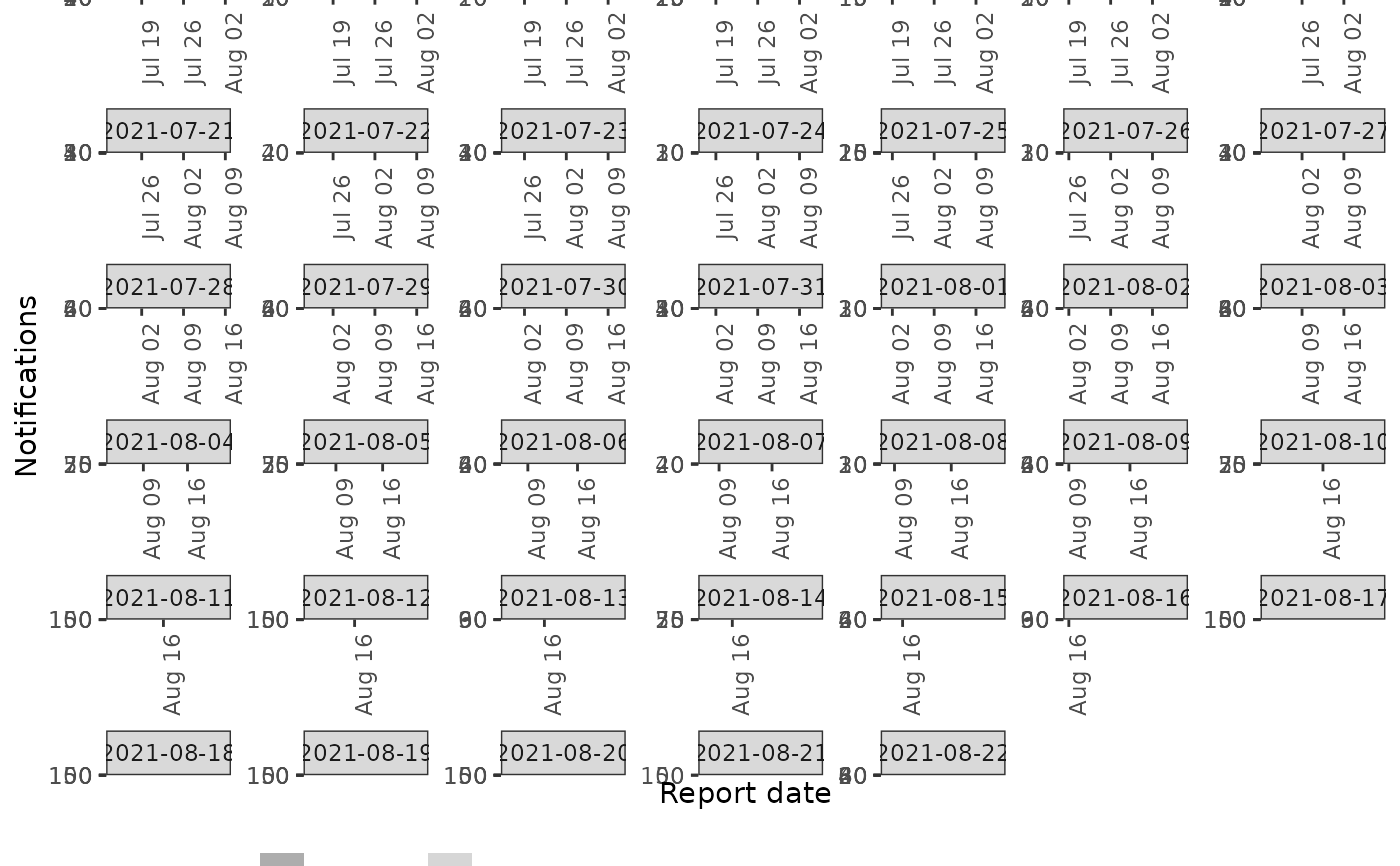 Jul 19 Jul 26 Aug 02 Jul 19 Jul 26 Aug 02 Jul 19 Jul 26 Aug 02 Jul 19 Jul 26 Aug 02 Jul 19 Jul 26 Aug 02 Jul 19 Jul 26 Aug 02 Jul 26 Aug 02
2021-07-21 2021-07-22 2021-07-23 2021-07-24 2021-07-25 2021-07-26 2021-07-27
Jul 26 Aug 02 Aug 09 Jul 26 Aug 02 Aug 09 Jul 26 Aug 02 Aug 09 Jul 26 Aug 02 Aug 09 Jul 26 Aug 02 Aug 09 Jul 26 Aug 02 Aug 09 Aug 02 Aug 09
2021-07-28 2021-07-29 2021-07-30 2021-07-31 2021-08-01 2021-08-02 2021-08-03
Notifications
Aug 02 Aug 09 Aug 16 Aug 02 Aug 09 Aug 16 Aug 02 Aug 09 Aug 16 Aug 02 Aug 09 Aug 16 Aug 02 Aug 09 Aug 16 Aug 02 Aug 09 Aug 16 Aug 09 Aug 16
2021-08-04 2021-08-05 2021-08-06 2021-08-07 2021-08-08 2021-08-09 2021-08-10
Aug 09 Aug 16 Aug 09 Aug 16 Aug 09 Aug 16 Aug 09 Aug 16 Aug 09 Aug 16 Aug 09 Aug 16 Aug 16
2021-08-11 2021-08-12 2021-08-13 2021-08-14 2021-08-15 2021-08-16 2021-08-17
Aug 16 Aug 16 Aug 16 Aug 16 Aug 16 Aug 16
2021-08-18 2021-08-19 2021-08-20 2021-08-21 2021-08-22
Report date